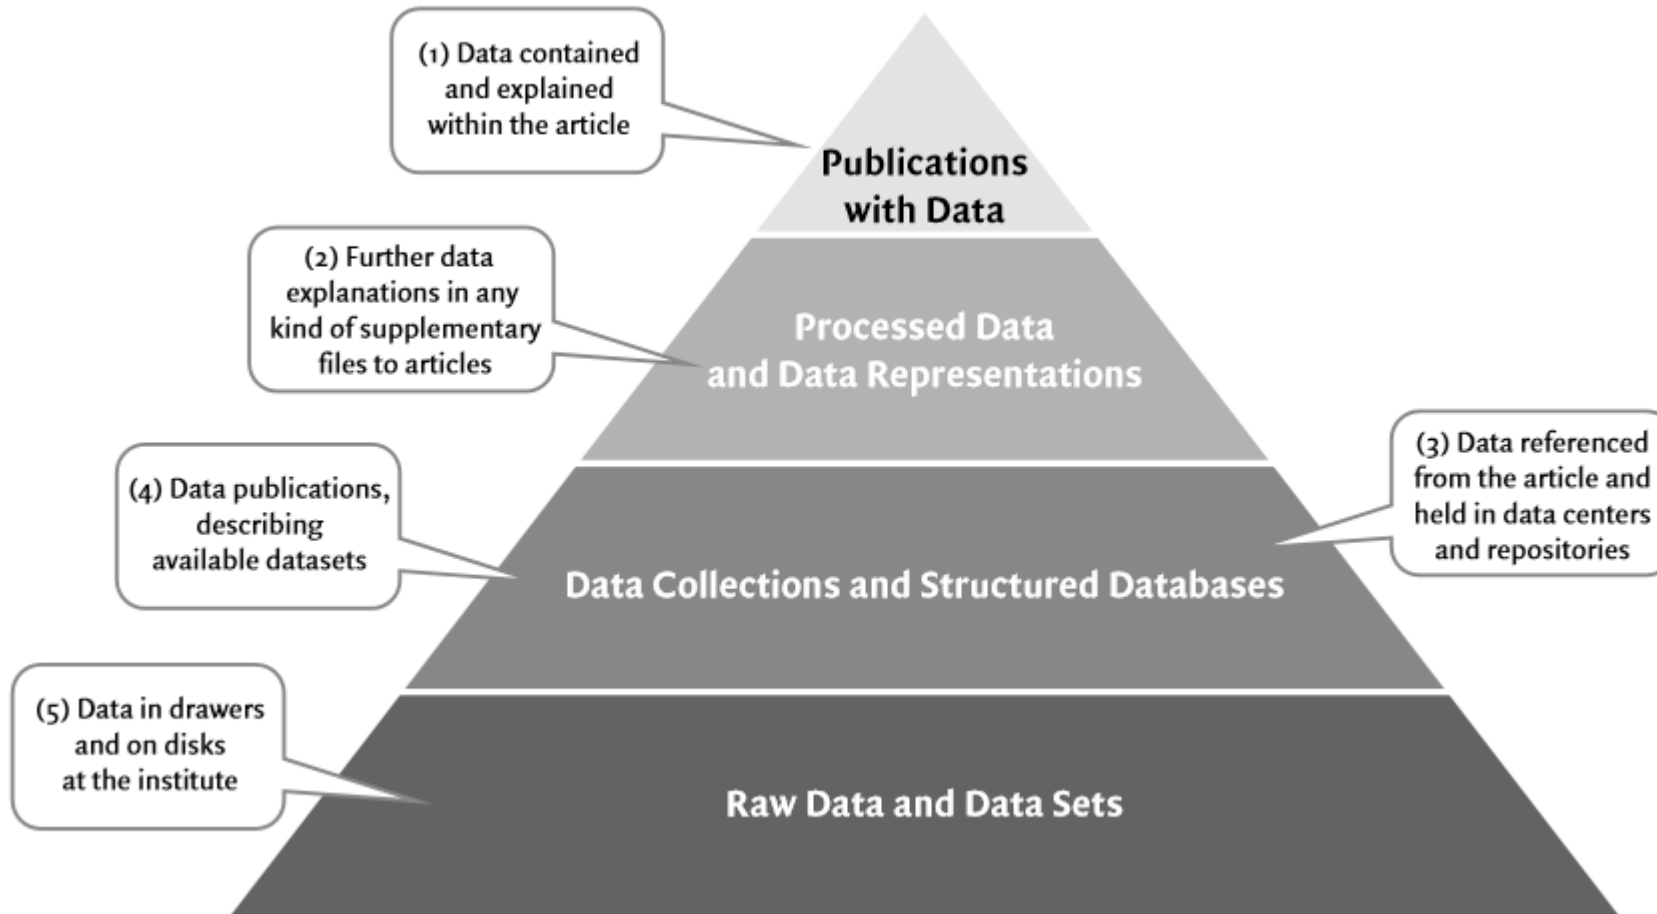 (1) Data contained
and explained
within the article
Publications
with Data
(2) Further data
explanations in any
kind of supplementary
files to articles
Processed Data
and Data Representations
(3) Data referenced
from the article and
held in data centers
and repositories
(4) Data publications,
describing
available datasets
Data Collections and Structured Databases
(5) Data in drawers
and on disks
at the institute
Raw Data and Data Sets